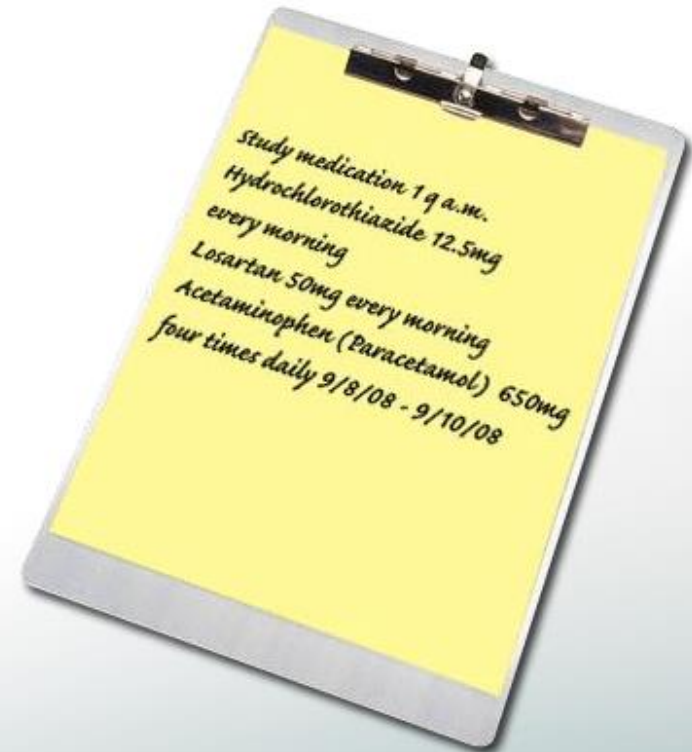 Study medication 1 q a.m.
Hydrochlorothiazide 12.5mg
every morning
Losartan 50mg every morning
Acetaminophen (Paracetamol) 650mg
four times daily 9/8/08 - 9/10/08